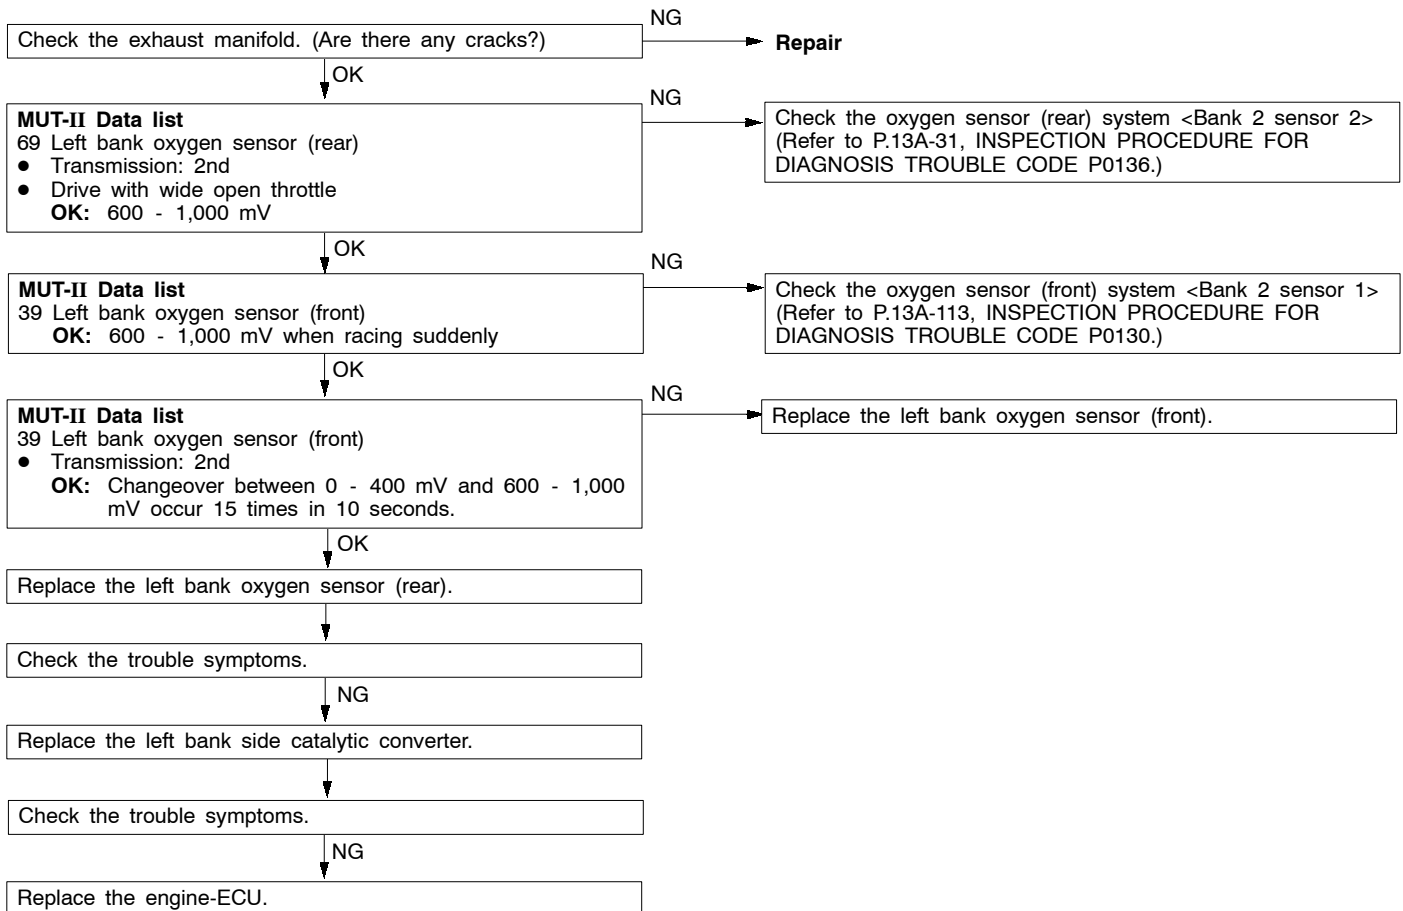 Check the exhaust manifold. (Are there any cracks?)
NG
Repair
OK
MUT-II Data list
69 Left bank oxygen sensor (rear)
● Transmission: 2nd
● Drive with wide open throttle
OK: 600 - 1,000 mV
NG
Check the oxygen sensor (rear) system <Bank 2 sensor 2>
(Refer to P.13A-31, INSPECTION PROCEDURE FOR
DIAGNOSIS TROUBLE CODE P0136.)
OK
MUT-II Data list
39 Left bank oxygen sensor (front)
OK: 600 - 1,000 mV when racing suddenly
NG
Check the oxygen sensor (front) system <Bank 2 sensor 1>
(Refer to P.13A-113, INSPECTION PROCEDURE FOR
DIAGNOSIS TROUBLE CODE P0130.)
OK
MUT-II Data list
39 Left bank oxygen sensor (front)
● Transmission: 2nd
OK: Changeover between 0 - 400 mV and 600 - 1,000
mV occur 15 times in 10 seconds.
NG
Replace the left bank oxygen sensor (front).
OK
Replace the left bank oxygen sensor (rear).
Check the trouble symptoms.
NG
Replace the left bank side catalytic converter.
Check the trouble symptoms.
NG
Replace the engine-ECU.